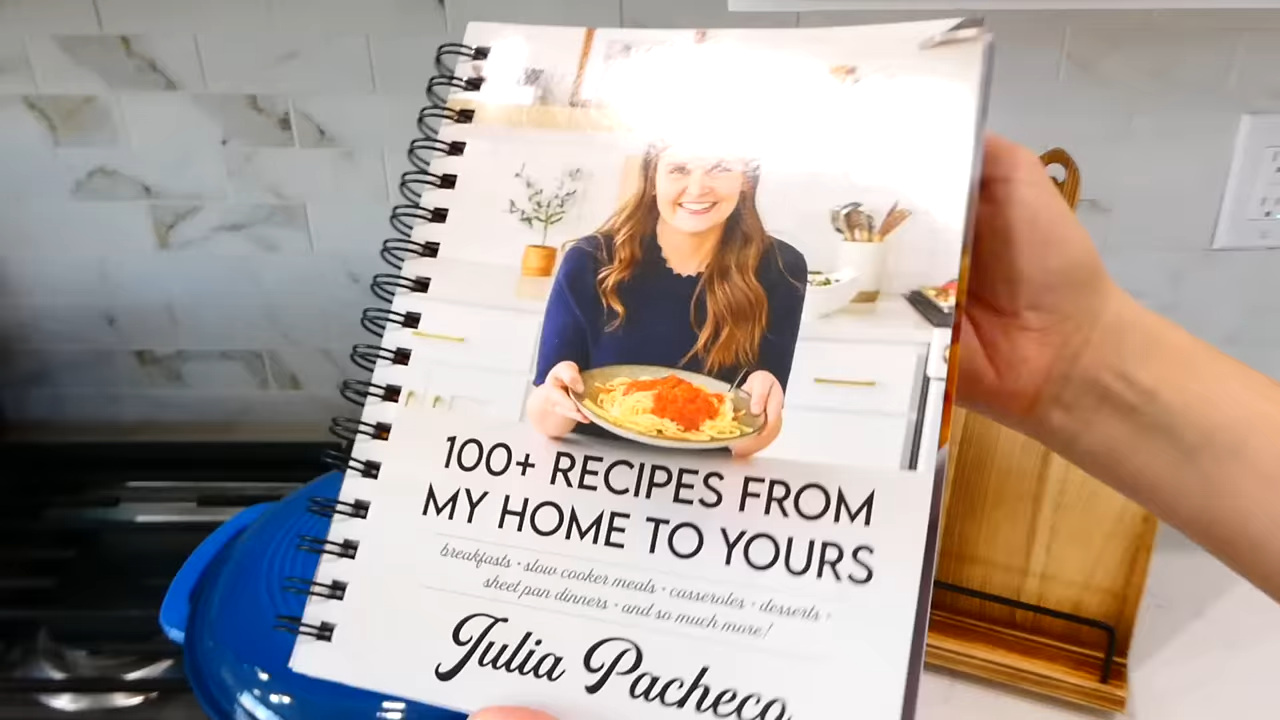 100+ RECIPES FROM
MY HOME TO YOURS
breakfasts • slow cooker meals • casseroles • desserts •
sheet pan dinners • and so much more!
Julia Pacheco